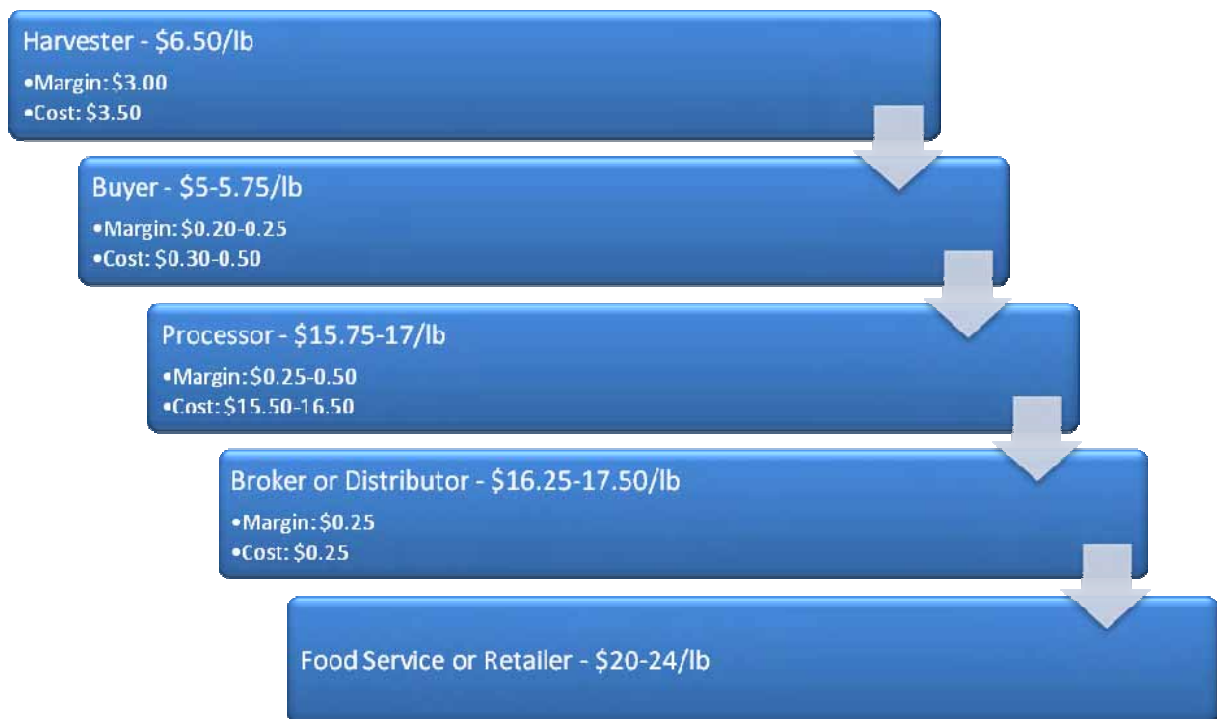 Harvester - $6.50/lb
•Margin: $3.00
•Cost: $3.50
Buyer - $5-5.75/lb
•Margin: $0.20-0.25
•Cost: $0.30-0.50
Processor - $15.75-17/lb
•Margin: $0.25-0.50
•Cost: $15.50-16.50
Broker or Distributor - $16.25-17.50/lb
•Margin: $0.25
•Cost: $0.25
Food Service or Retailer - $20-24/lb